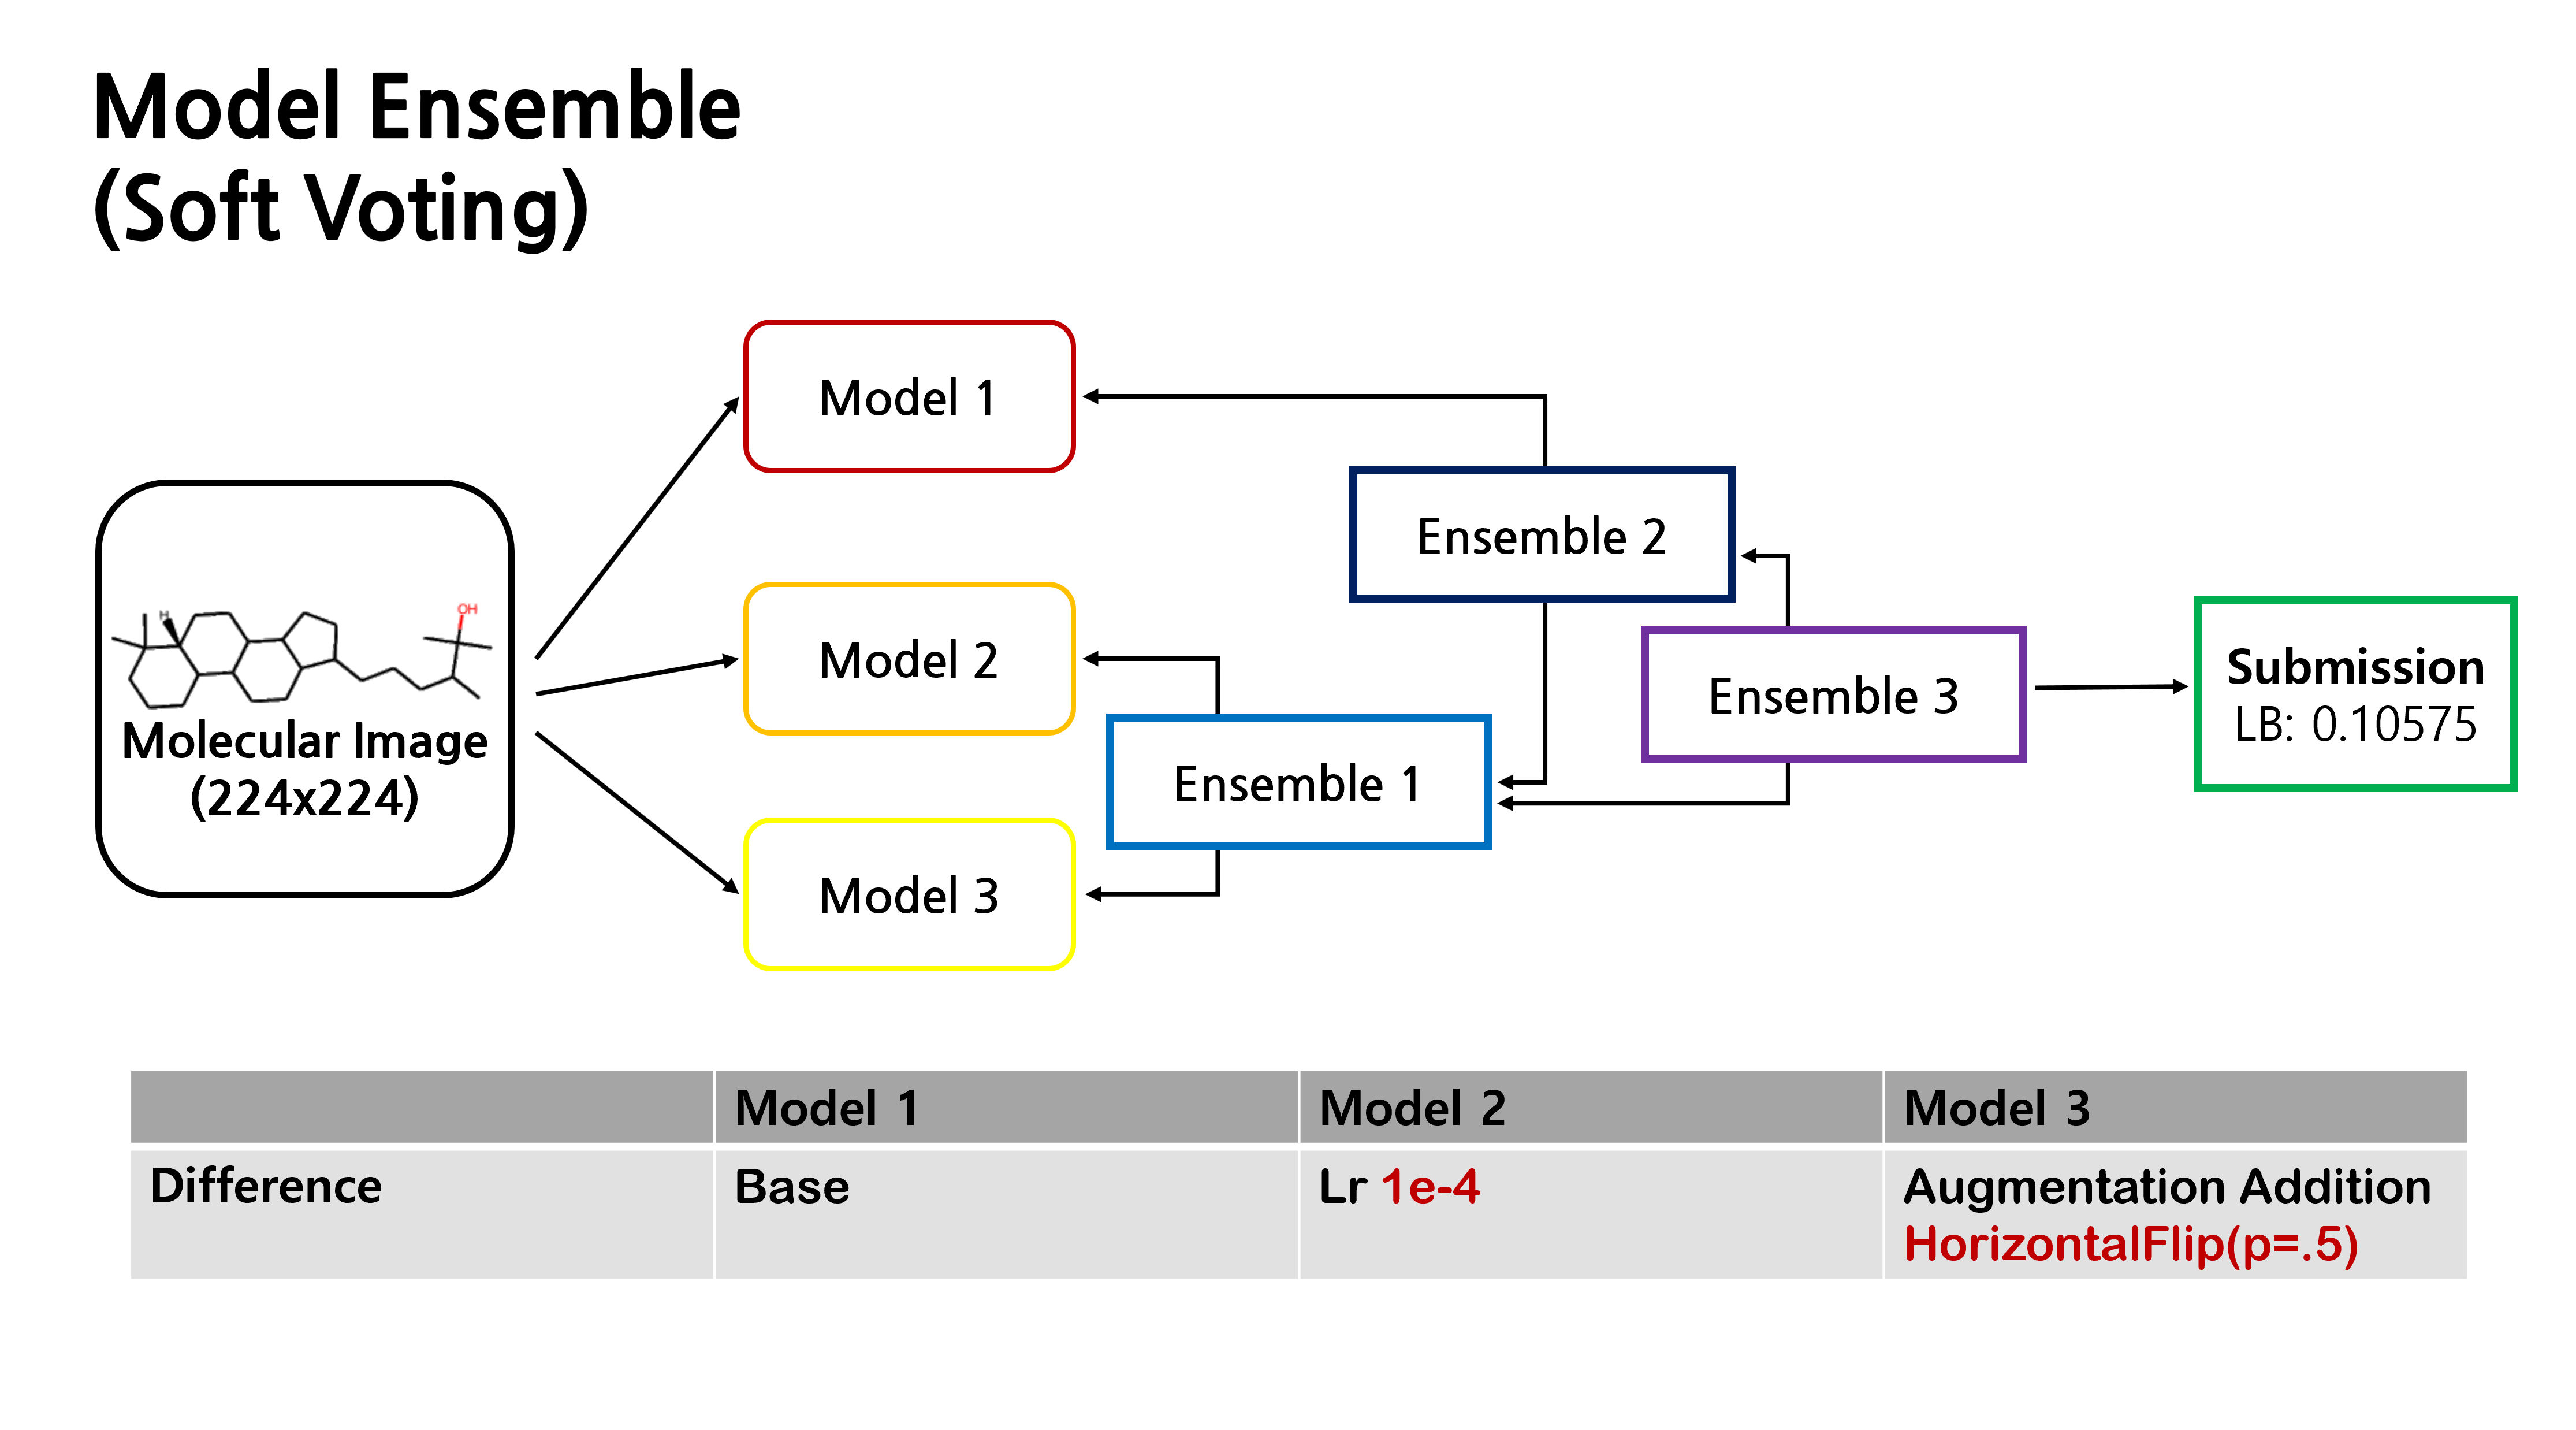 Model Ensemble
(Soft Voting)
Model 1
Ensemble 2
H
OH
Molecular Image
(224x224)
Model 2
Ensemble 3
Submission
LB: 0.10575
Ensemble 1
Model 3
Model 1
Model 2
Model 3
Difference
Base
Lr 1e-4
Augmentation Addition
HorizontalFlip(p=.5)